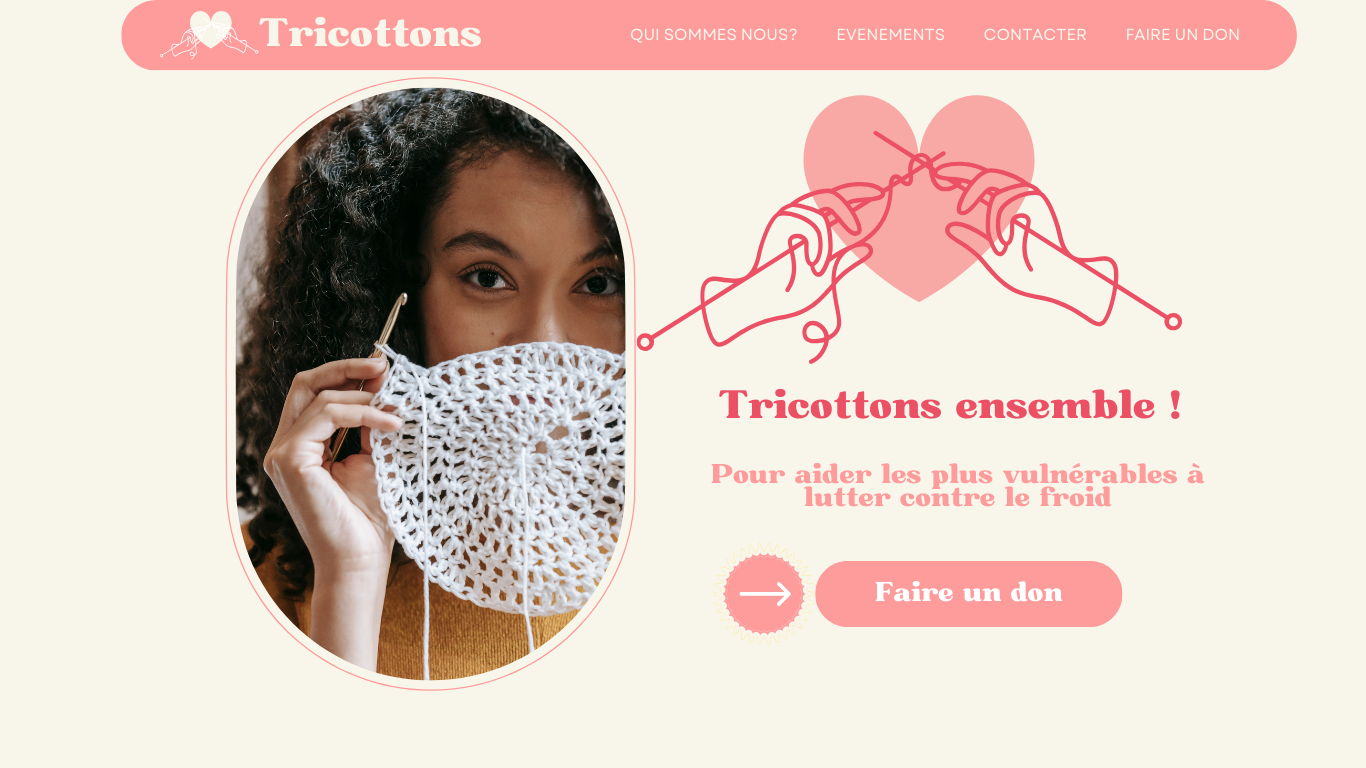 Tricottons
QUI SOMMES NOUS?
EVENEMENTS
CONTACTER
FAIRE UN DON
Tricottons ensemble !
Pour aider les plus vulnérables à
lutter contre le froid
Faire un don